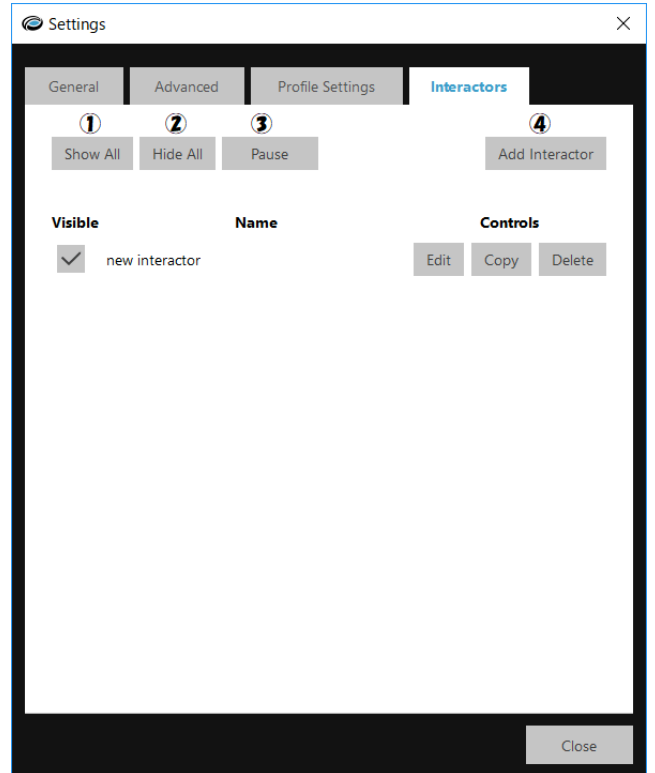 Settings
General Advanced Profile Settings Interactors
1 2 3 4
Show All Hide All Pause Add Interactor
Visible Name Controls
new interactor Edit Copy Delete
Close